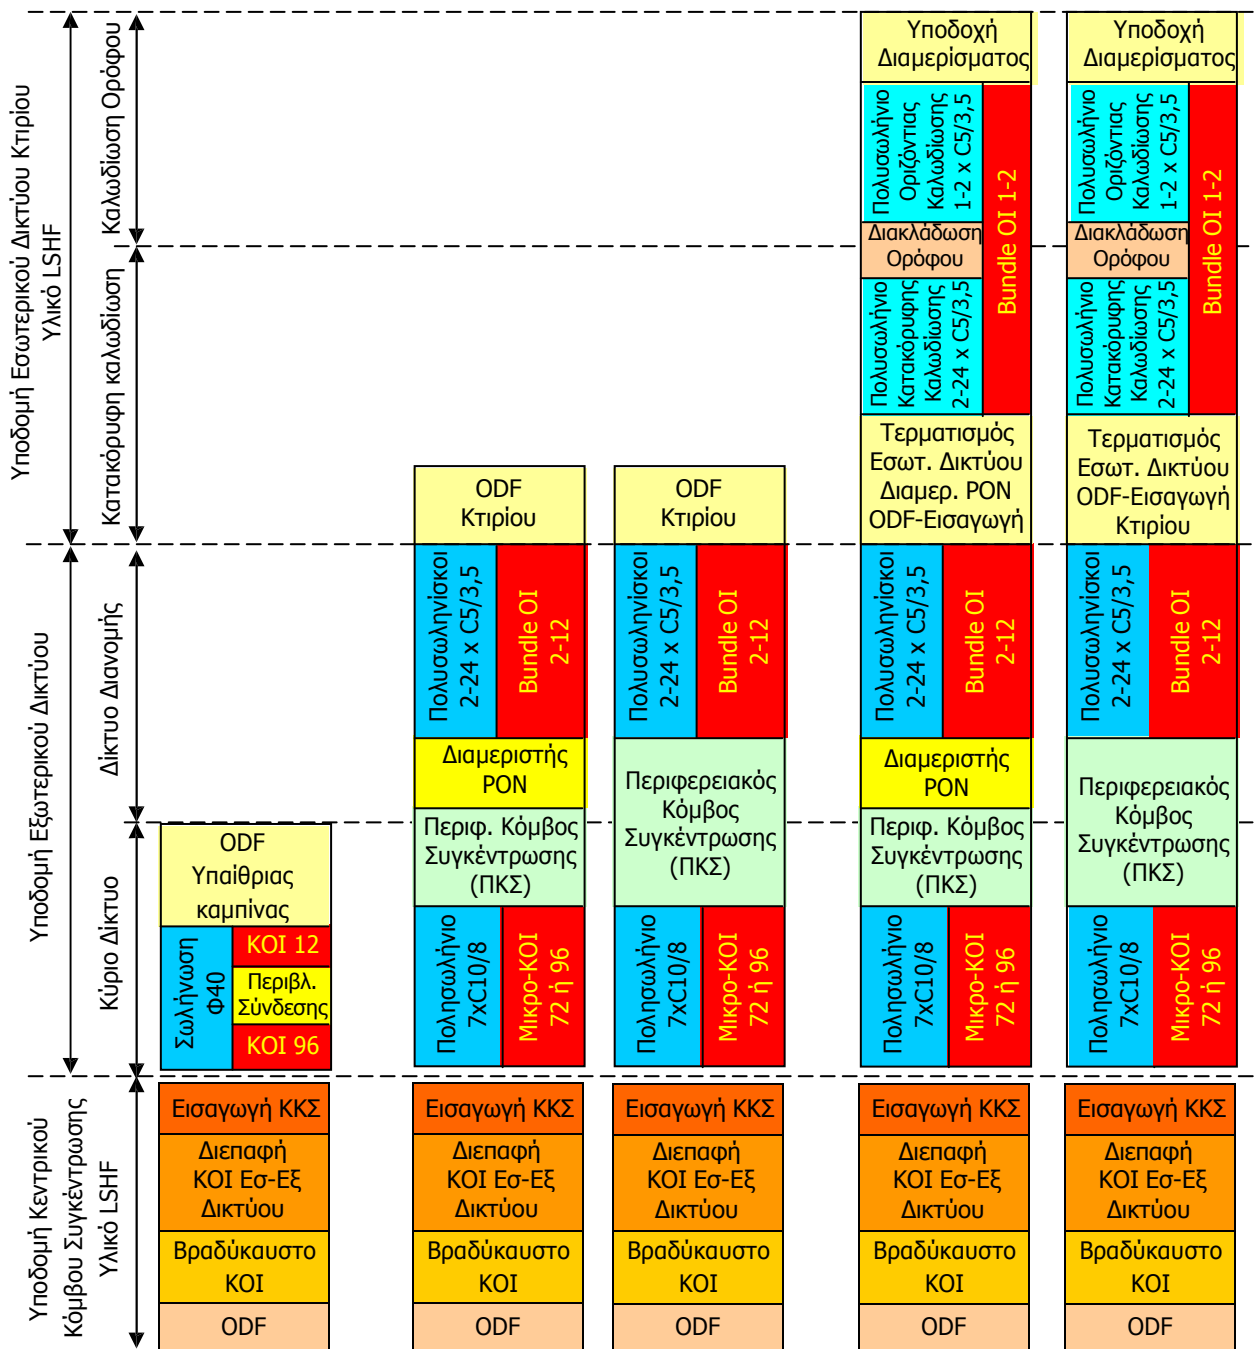 Υποδομή Εσωτερικού Δικτύου Κτιρίου
Υλικό LSHF
Καλωδίωση Ορόφου
Κατακόρυφη καλωδίωση
Υποδομή Εξωτερικού Δικτύου
Δίκτυο Διανομής
Κύριο Δίκτυο
Υποδομή Κεντρικού
Κόμβου Συγκέντρωσης
Υλικό LSHF
ODF
Υπαίθριας
καμπίνας
Σωλήνωση
Φ40
ΚΟΙ 12
Περιβλ.
Σύνδεσης
ΚΟΙ 96
Εισαγωγή ΚΚΣ
Διεπαφή
ΚΟΙ Εσ-Εξ
Δικτύου
Βραδύκαυστο
ΚΟΙ
ODF
ODF
Κτιρίου
Πολυσωληνίσκοι
2-24 x C5/3,5
Bundle ΟΙ
2-12
Διαμεριστής
PON
Περιφ. Κόμβος
Συγκέντρωσης
(ΠΚΣ)
Πολησωλήνιο
7xC10/8
Μικρο-ΚΟΙ
72 ή 96
Εισαγωγή ΚΚΣ
Διεπαφή
ΚΟΙ Εσ-Εξ
Δικτύου
Βραδύκαυστο
ΚΟΙ
ODF
ODF
Κτιρίου
Πολυσωληνίσκοι
2-24 x C5/3,5
Bundle ΟΙ
2-12
Περιφερειακός
Κόμβος
Συγκέντρωσης
(ΠΚΣ)
Πολησωλήνιο
7xC10/8
Μικρο-ΚΟΙ
72 ή 96
Εισαγωγή ΚΚΣ
Διεπαφή
ΚΟΙ Εσ-Εξ
Δικτύου
Βραδύκαυστο
ΚΟΙ
ODF
Υποδοχή
Διαμερίσματος
Πολυσωλήνιο
Οριζόντιας
Καλωδίωσης
1-2 x C5/3,5
Διακλάδωση
Ορόφου
Πολυσωλήνιο
Κατακόρυφης
Καλωδίωσης
2-24 x C5/3,5
Bundle ΟΙ 1-2
Τερματισμός
Εσωτ. Δικτύου
Διαμερ. PON
ODF-Εισαγωγή
Πολυσωληνίσκοι
2-24 x C5/3,5
Bundle ΟΙ
2-12
Διαμεριστής
PON
Περιφ. Κόμβος
Συγκέντρωσης
(ΠΚΣ)
Πολησωλήνιο
7xC10/8
Μικρο-ΚΟΙ
72 ή 96
Εισαγωγή ΚΚΣ
Διεπαφή
ΚΟΙ Εσ-Εξ
Δικτύου
Βραδύκαυστο
ΚΟΙ
ODF
Υποδοχή
Διαμερίσματος
Πολυσωλήνιο
Οριζόντιας
Καλωδίωσης
1-2 x C5/3,5
Διακλάδωση
Ορόφου
Πολυσωλήνιο
Κατακόρυφης
Καλωδίωσης
2-24 x C5/3,5
Bundle ΟΙ 1-2
Τερματισμός
Εσωτ. Δικτύου
ODF-Εισαγωγή
Κτιρίου
Πολυσωληνίσκοι
2-24 x C5/3,5
Bundle ΟΙ
2-12
Περιφερειακός
Κόμβος
Συγκέντρωσης
(ΠΚΣ)
Πολησωλήνιο
7xC10/8
Μικρο-ΚΟΙ
72 ή 96
Εισαγωγή ΚΚΣ
Διεπαφή
ΚΟΙ Εσ-Εξ
Δικτύου
Βραδύκαυστο
ΚΟΙ
ODF